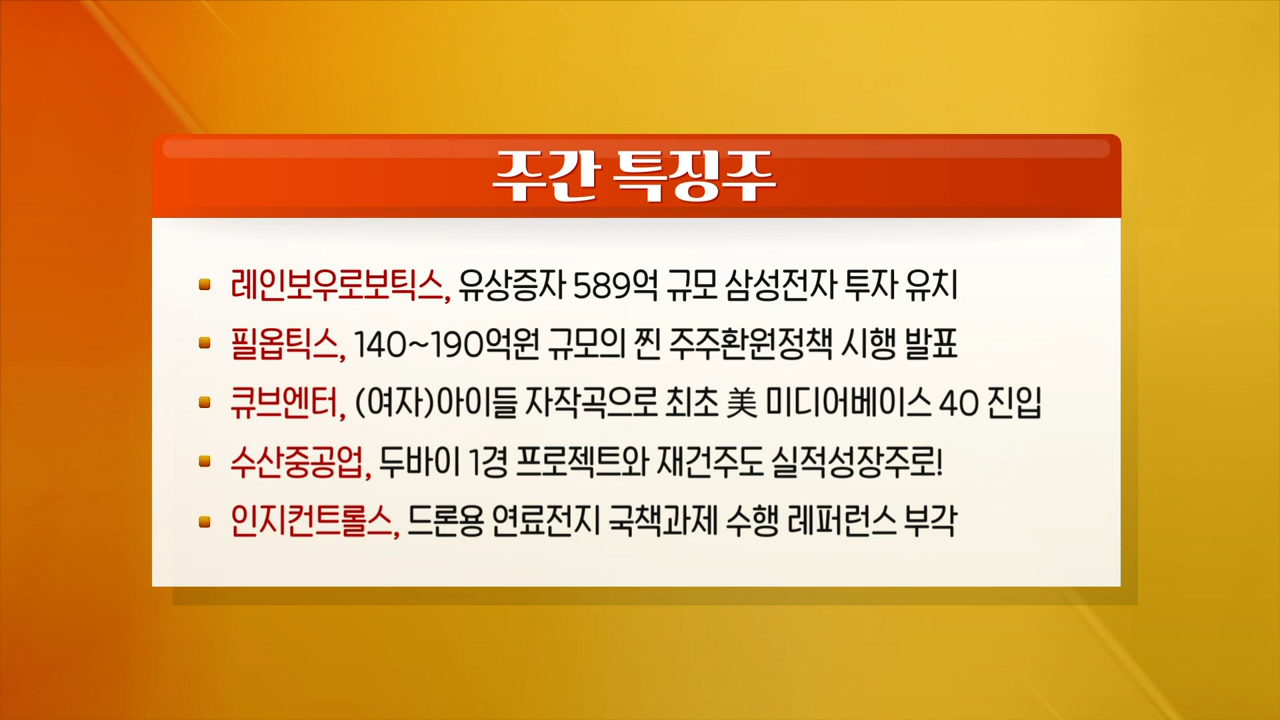 주간 특징주
레인보우로보틱스, 유상증자 589억 규모 삼성전자 투자 유치
필옵틱스, 140~190억원 규모의 찐 주주환원정책 시행 발표
큐브엔터, (여자)아이들 자작곡으로 최초 美 미디어베이스 40 진입
수산중공업, 두바이 1경 프로젝트와 재건주도 실적성장주로!
인지컨트롤스, 드론용 연료전지 국책과제 수행 레퍼런스 부각